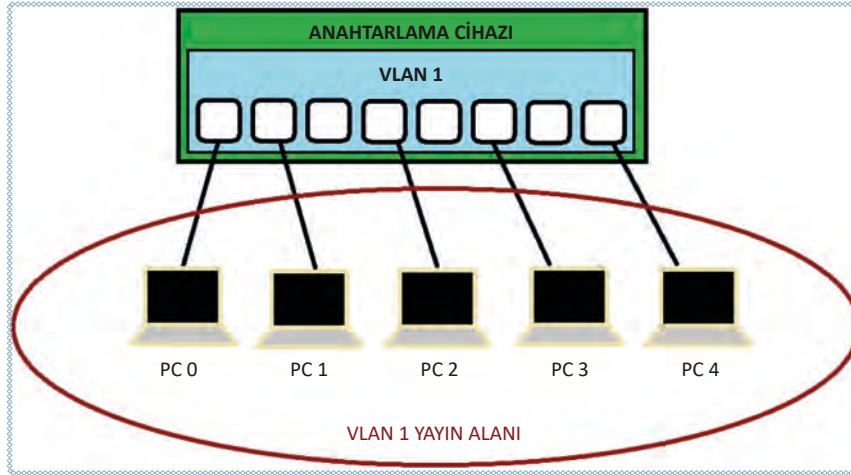 ANAHTARLAMA CİHAZI
VLAN 1
PC 0 PC 1 PC 2 PC 3 PC 4
VLAN 1 YAYIN ALANI